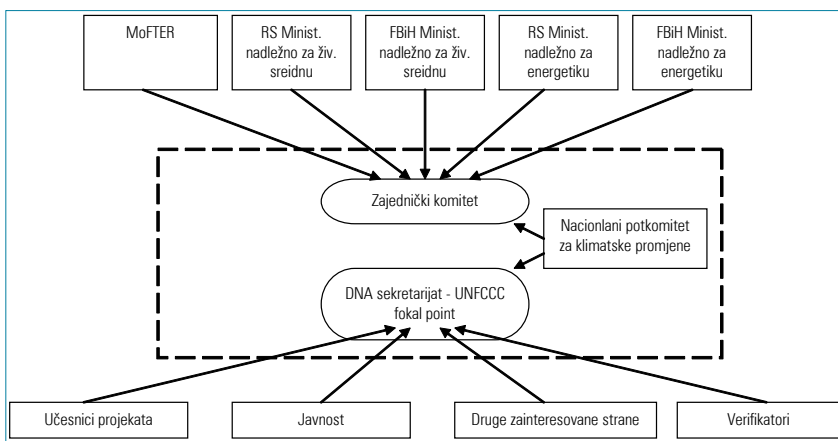 MoFTER
RS Minist.
nadležno za živ.
sreidnu
FBiH Minist.
nadležno za živ.
sreidnu
RS Minist.
nadležno za
energetiku
FBiH Minist.
nadležno za
energetiku
Zajednički komitet
Nacionlani potkomitet
za klimatske promjene
DNA sekretarijat - UNFCCC
fokal point
Učesnici projekata
Javnost
Druge zainteresovane strane
Verifikatori